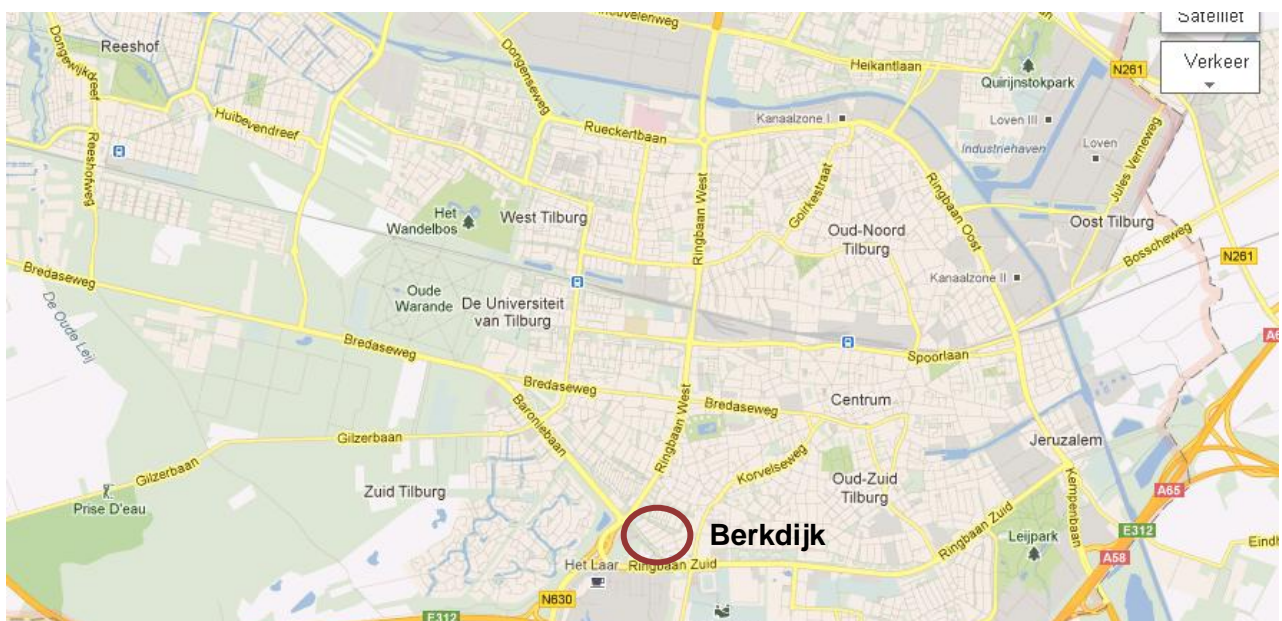 Satelliet
Verkeer
Reeshof
Dongewijkdreef
Huibevendreef
Reeshofweg
Dongenseweg
Rueckertbaan
Heikantlaan
Quirijnstokpark
N261
Kanaalzone I
Loven III
Industriehaven
Loven
Jules Verneweg
Het
Wandelbos
West Tilburg
Ringbaan West
Goirkestraat
Oud-Noord
Tilburg
Ringbaan Oost
Oost Tilburg
Bosscheweg
N261
Kanaalzone II
Bredaseweg
De Oude Leij
Oude
Warande
De Universiteit
van Tilburg
Bredaseweg
Spoorlaan
Bredaseweg
Baroniebaan
Ringbaan West
Bredaseweg
Centrum
Gilzerbaan
Gilzerbaan
Korvelseweg
Jeruzalem
Zuid Tilburg
Oud-Zuid
Tilburg
Kempenbaan
A65
Prise D'eau
Berkdijk
Ringbaan Zuid
Leijpark
E312
A58
Het Laar
Ringbaan Zuid
N630
E312